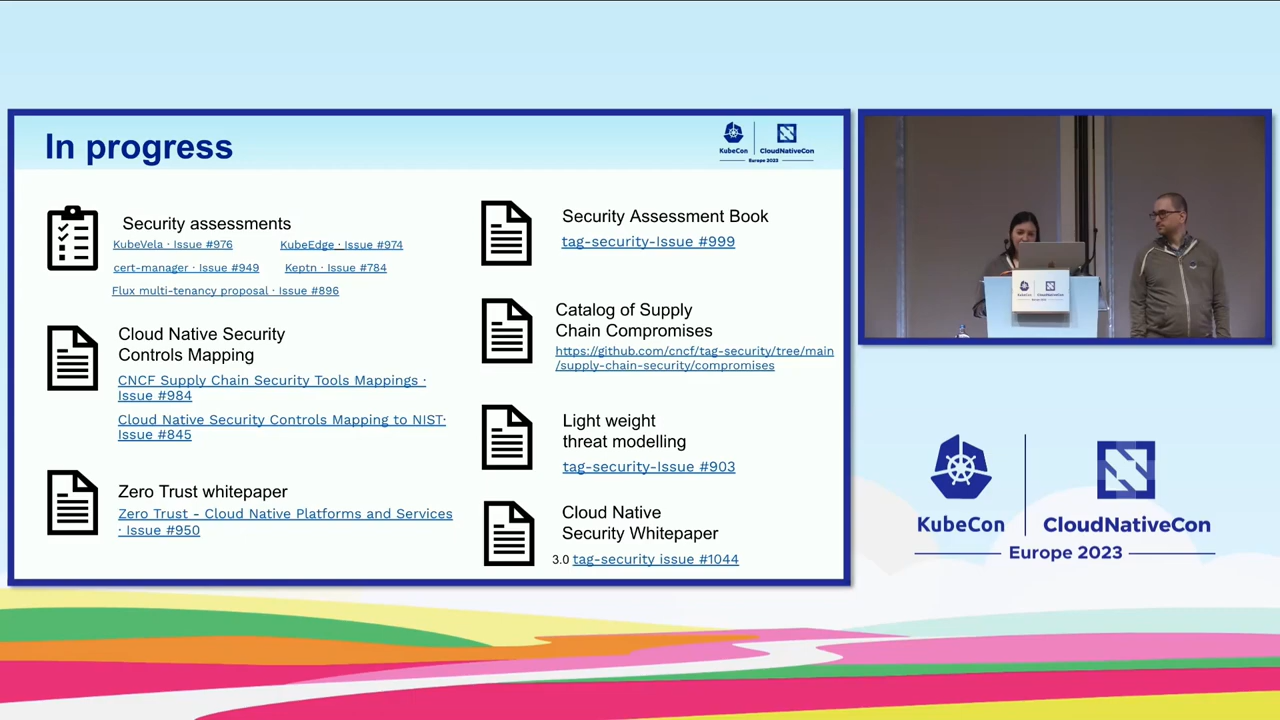 In progress
KubeCon
CloudNativeCon
Europe 2023
Security assessments
KubeVela · Issue #976
KubeEdge · Issue #974
cert-manager · Issue #949
Keptn · Issue #784
Flux multi-tenancy proposal · Issue #896
Cloud Native Security
Controls Mapping
CNCF Supply Chain Security Tools Mappings ·
Issue #984
Cloud Native Security Controls Mapping to NIST·
Issue #845
Zero Trust whitepaper
Zero Trust - Cloud Native Platforms and Services
· Issue #950
Security Assessment Book
tag-security-Issue #999
Catalog of Supply
Chain Compromises
https://github.com/cncf/tag-security/tree/main
/supply-chain-security/compromises
Light weight
threat modelling
tag-security-Issue #903
Cloud Native
Security Whitepaper
3.0 tag-security issue #1044
KubeCon
CloudNativeCon
Europe 2023